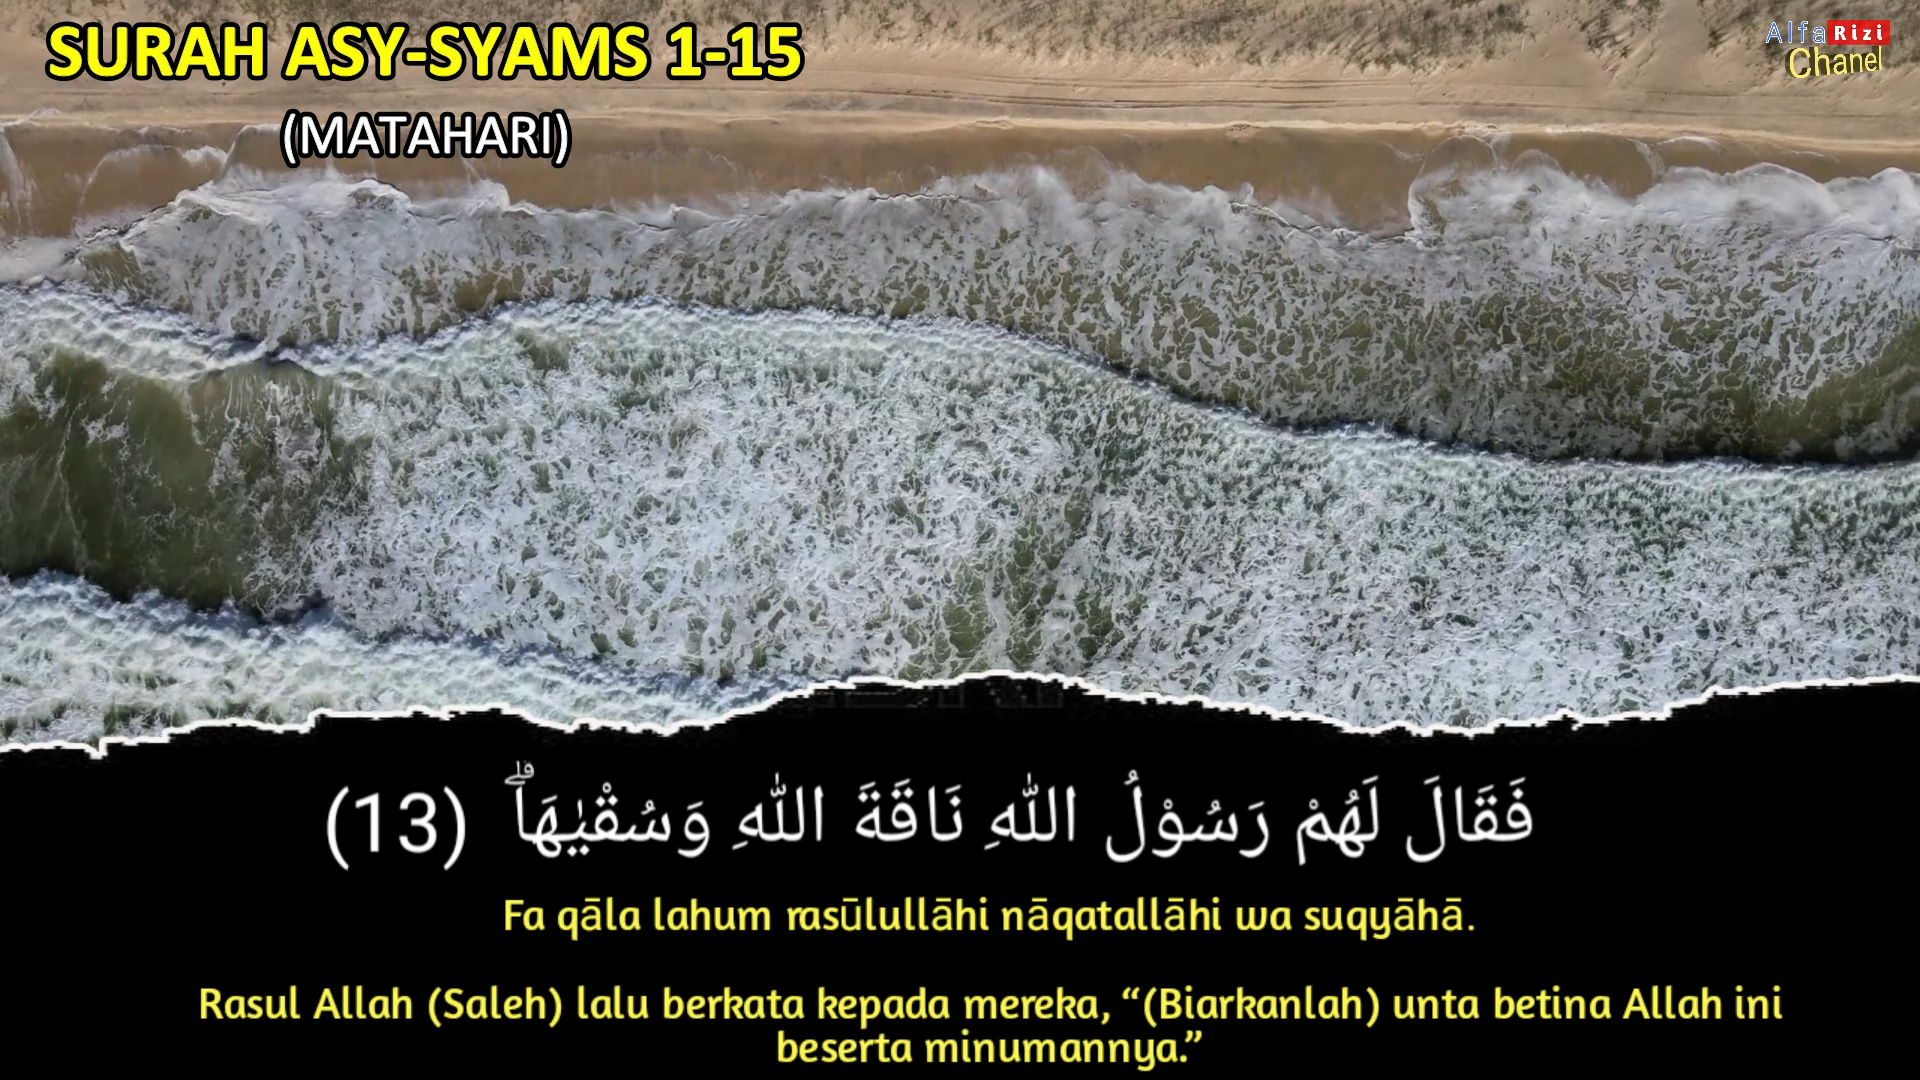 SURAH ASY-SYAMS 1-15
(MATAHARI)
Alfa Rizi
Chanel
فَقَالَ لَهُمْ رَسُوْلُ اللّٰهِ نَاقَةَ اللّٰهِ وَسُقْيٰهَاۗ (13)
Fa qāla lahum rasūlullāhi nāqatallāhi wa suqyāhā.
Rasul Allah (Saleh) lalu berkata kepada mereka, “(Biarkanlah) unta betina Allah ini
beserta minumannya.”